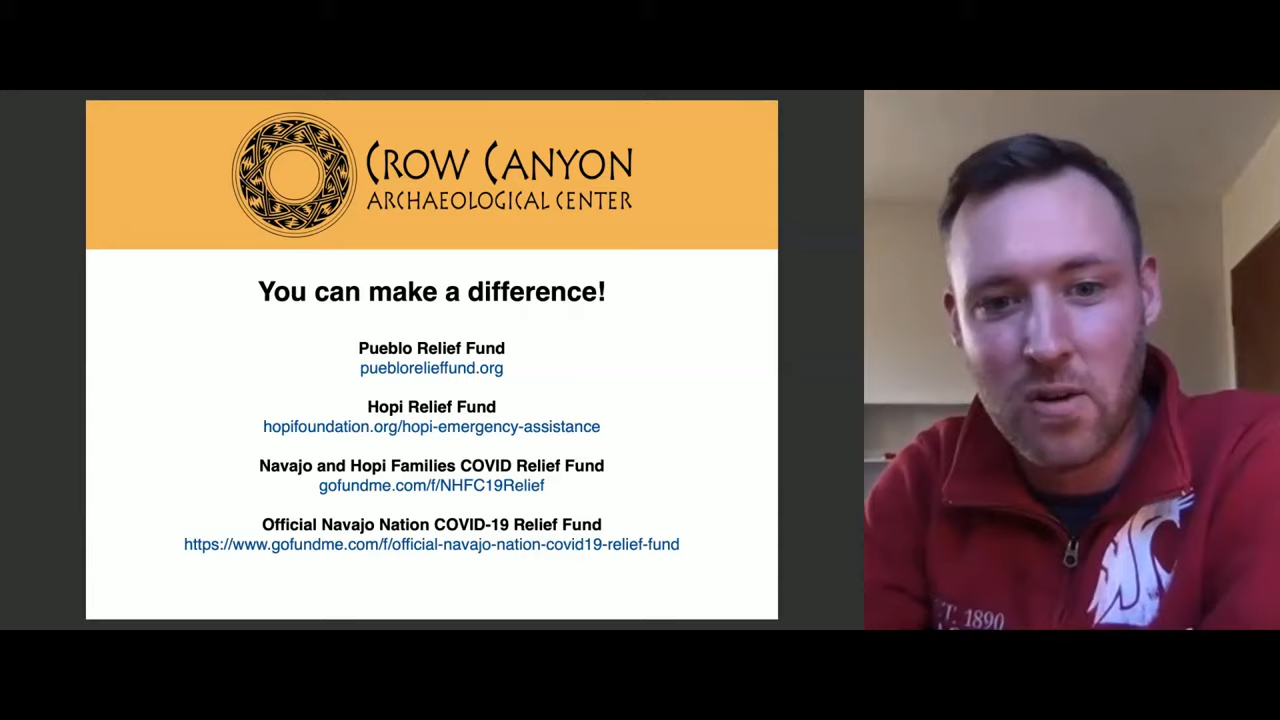 CROW CANYON
ARCHAEOLOGICAL CENTER
You can make a difference!
Pueblo Relief Fund
pueblorelieffund.org
Hopi Relief Fund
hopifoundation.org/hopi-emergency-assistance
Navajo and Hopi Families COVID Relief Fund
gofundme.com/f/NHFC19Relief
Official Navajo Nation COVID-19 Relief Fund
https://www.gofundme.com/f/official-navajo-nation-covid19-relief-fund
1890